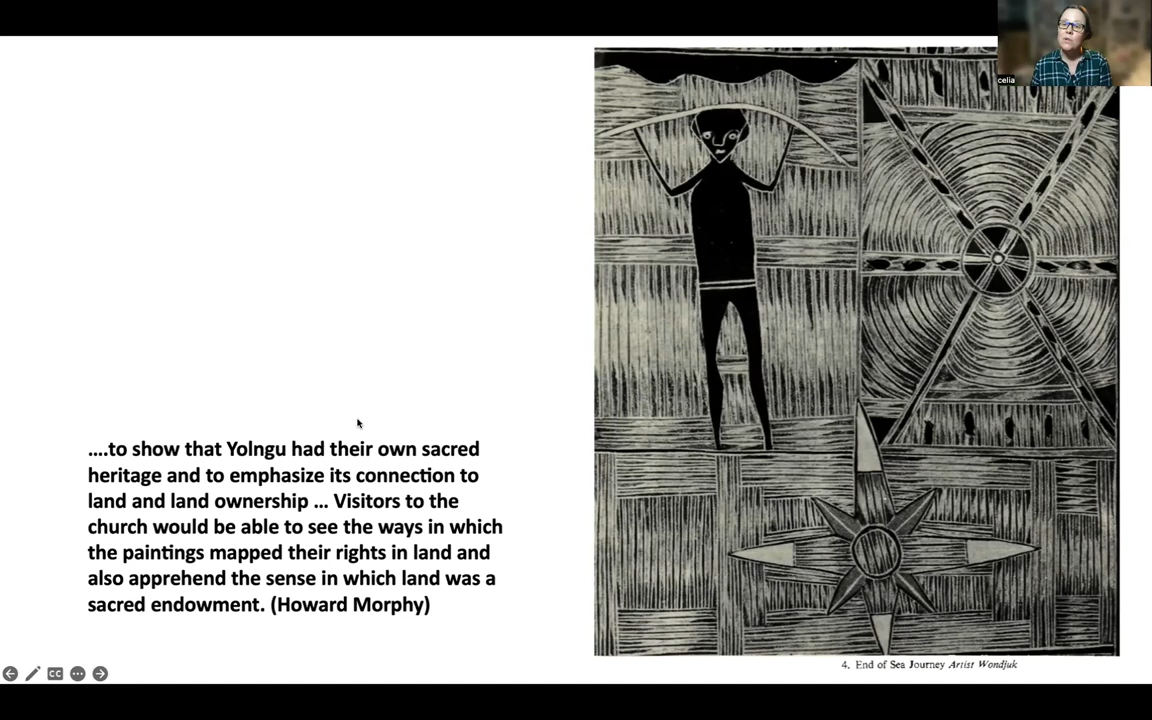 celia
….to show that Yolngu had their own sacred
heritage and to emphasize its connection to
land and land ownership … Visitors to the
church would be able to see the ways in which
the paintings mapped their rights in land and
also apprehend the sense in which land was a
sacred endowment. (Howard Morphy)
4. End of Sea Journey Artist Wondjuk
CC